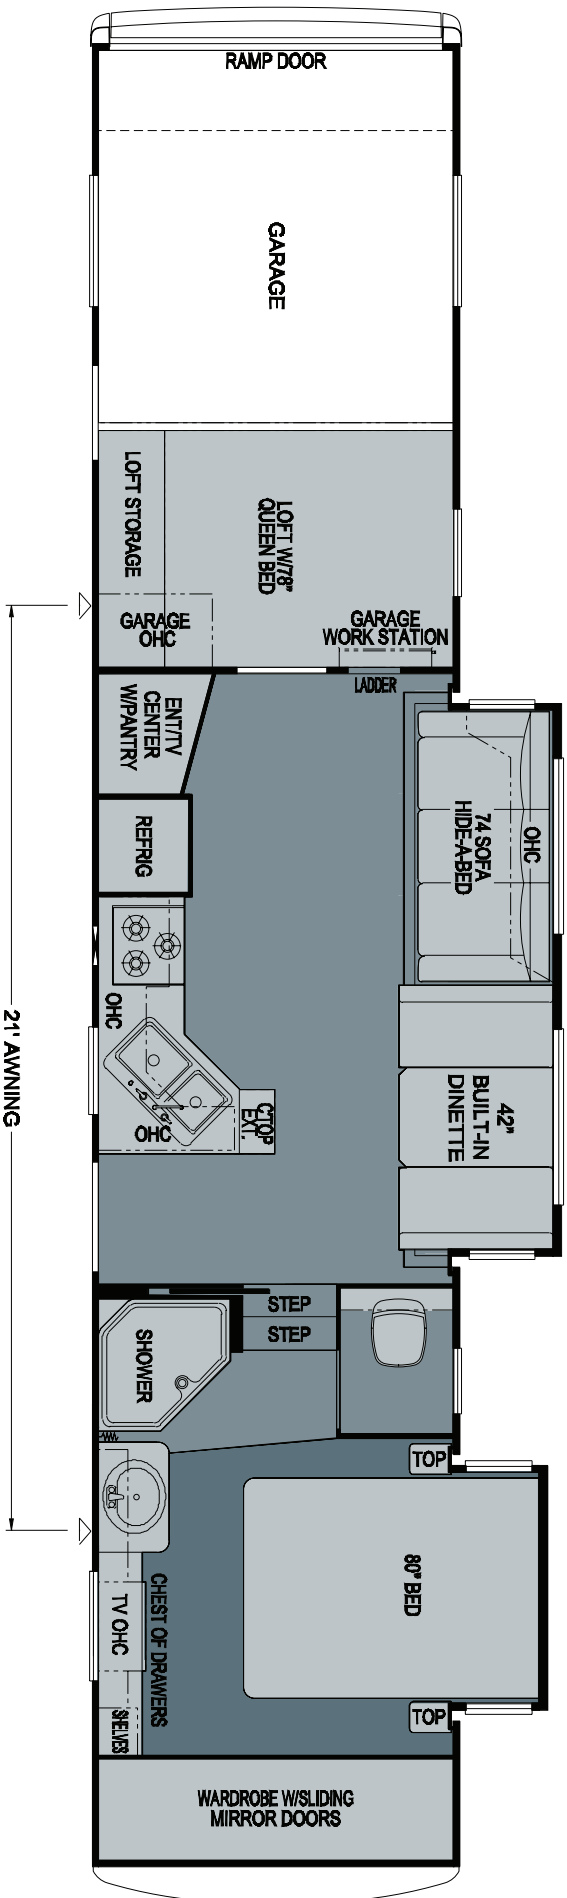 RAMP DOOR
GARAGE
LOFT STORAGE
LOFT W/78"
QUEEN BED
GARAGE
OHC
GARAGE
WORK STATION
LADDER
ENT/TV
CENTER
W/PANTRY
REFRIG
74 SOFA
HIDE-A-BED
OHC
OHC
OHC
CTOP
EXT.
42"
BUILT-IN
DINETTE
21' AWNING
STEP
STEP
SHOWER
TOP
80" BED
CHEST OF DRAWERS
TV OHC
SHELVES
TOP
WARDROBE W/SLIDING
MIRROR DOORS